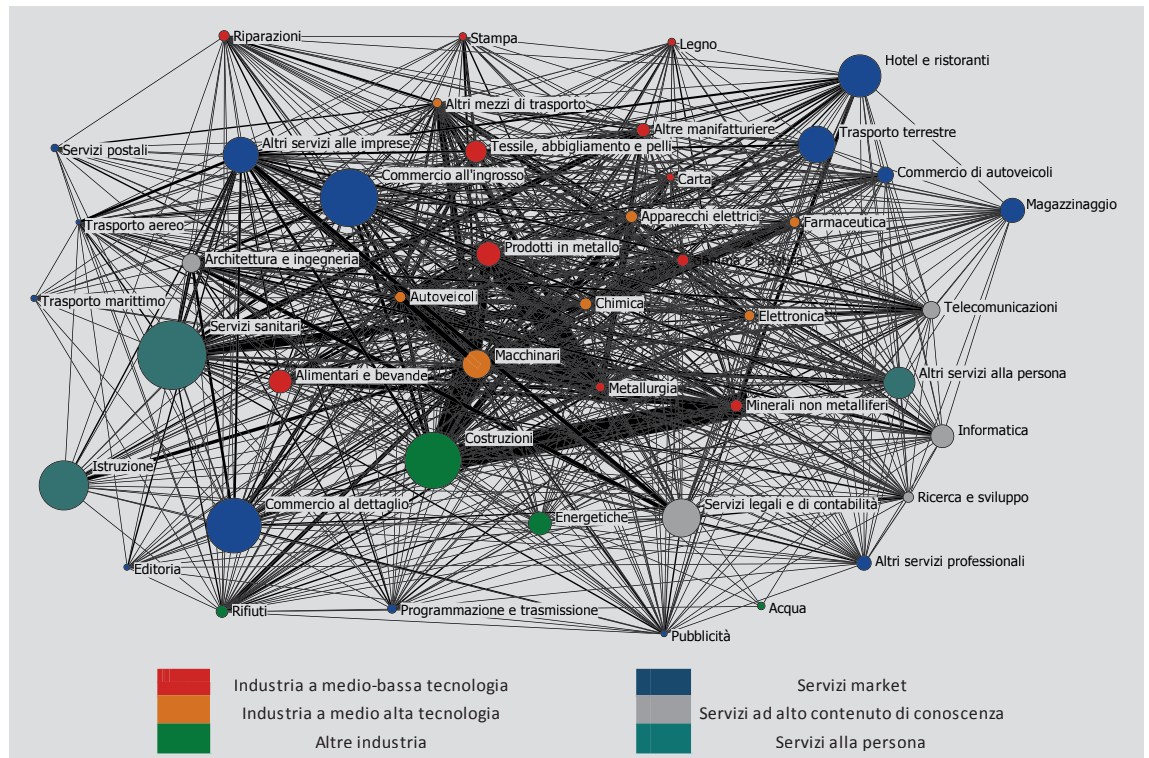 Riparazioni
Stampa
Legno
Hotel e ristoranti
Altri mezzi di trasporto
Altre manifatturiere
Trasporto terrestre
Servizi postali
Altri servizi alle imprese
Tessile, abbigliamento e pelli
Commercio all'ingrosso
Carta
Commercio di autoveicoli
Magazzinaggio
Trasporto aereo
Apparecchi elettrici
Farmaceutica
Architettura e ingegneria
Prodotti in metallo
Trasporto marittimo
Autoveicoli
Chimica
Elettronica
Telecomunicazioni
Servizi sanitari
Macchinari
Alimentari e bevande
Metallurgia
Altri servizi alla persona
Minerali non metalliferi
Costruzioni
Informatica
Istruzione
Commercio al dettaglio
Energetiche
Servizi legali e di contabilità
Ricerca e sviluppo
Editoria
Altri servizi professionali
Rifiuti
Programmazione e trasmissione
Acqua
Pubblicità
Industria a medio-bassa tecnologia
Servizi market
Industria a medio alta tecnologia
Servizi ad alto contenuto di conoscenza
Altre industria
Servizi alla persona